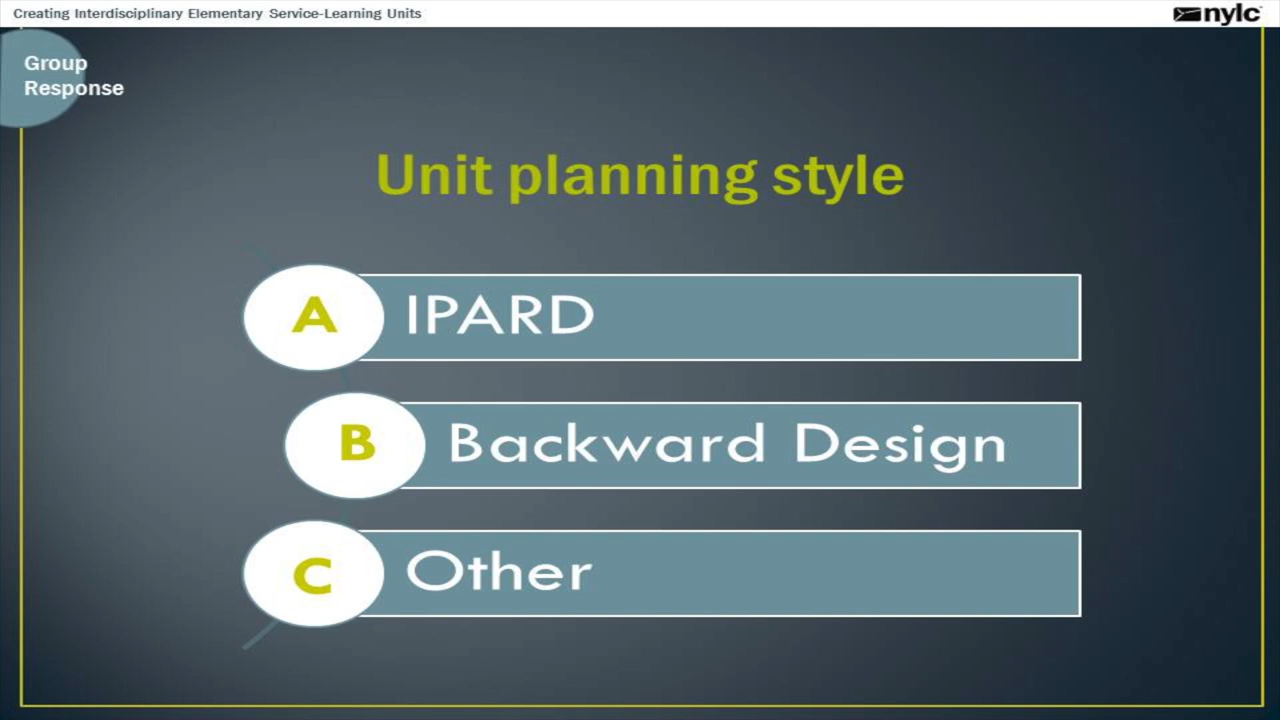 Creating Interdisciplinary Elementary Service-Learning Units
nylc
Group
Response
Unit planning style
A IPARD
B Backward Design
C Other